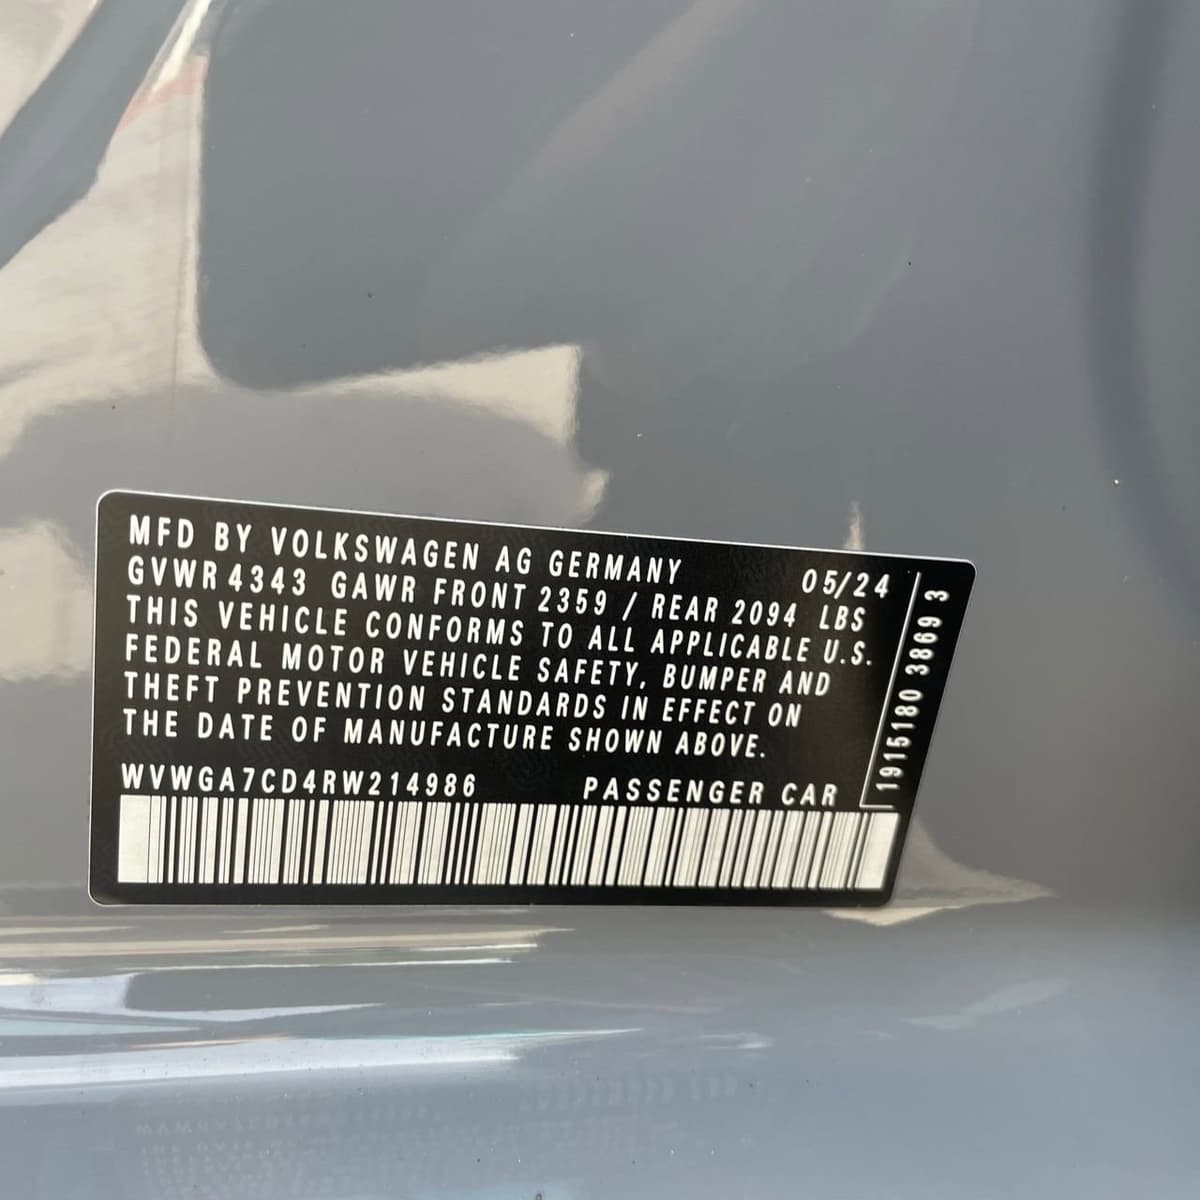 MFD BY VOLKSWAGEN AG GERMANY 05/24
GVWR 4343 GAWR FRONT 2359 / REAR 2094 LBS
THIS VEHICLE CONFORMS TO ALL APPLICABLE U.S.
FEDERAL MOTOR VEHICLE SAFETY, BUMPER AND
THEFT PREVENTION STANDARDS IN EFFECT ON
THE DATE OF MANUFACTURE SHOWN ABOVE.
WVWGA7CD4RW214986 PASSENGER CAR
1915180 3869 3